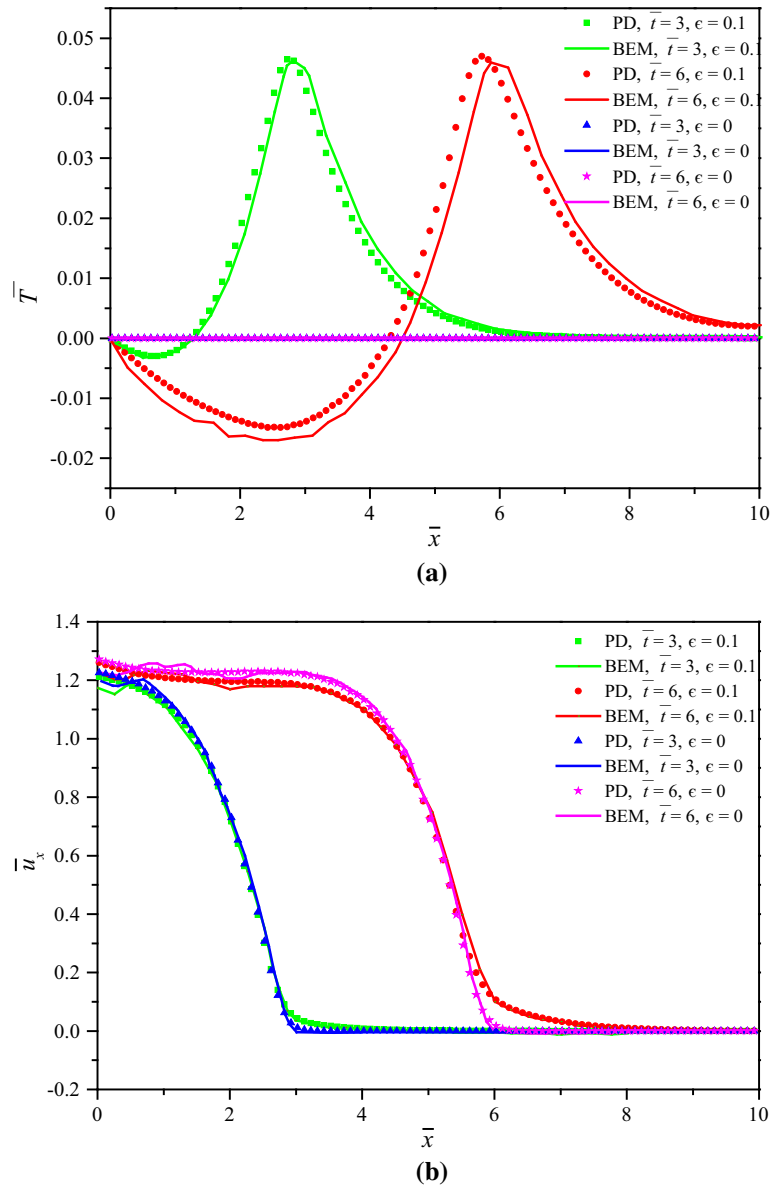 0.05
0.04
0.03
0.02
0.01
0.00
-0.01
-0.02
T̅
PD, t̅ = 3, ϵ = 0.1
BEM, t̅ = 3, ϵ = 0.1
PD, t̅ = 6, ϵ = 0.1
BEM, t̅ = 6, ϵ = 0.1
PD, t̅ = 3, ϵ = 0
BEM, t̅ = 3, ϵ = 0
PD, t̅ = 6, ϵ = 0
BEM, t̅ = 6, ϵ = 0
0 2 4 6 8 10
x̅
(a)
1.4
1.2
1.0
0.8
0.6
0.4
0.2
0.0
-0.2
u̅x
PD, t̅ = 3, ϵ = 0.1
BEM, t̅ = 3, ϵ = 0.1
PD, t̅ = 6, ϵ = 0.1
BEM, t̅ = 6, ϵ = 0.1
PD, t̅ = 3, ϵ = 0
BEM, t̅ = 3, ϵ = 0
PD, t̅ = 6, ϵ = 0
BEM, t̅ = 6, ϵ = 0
0 2 4 6 8 10
x̅
(b)